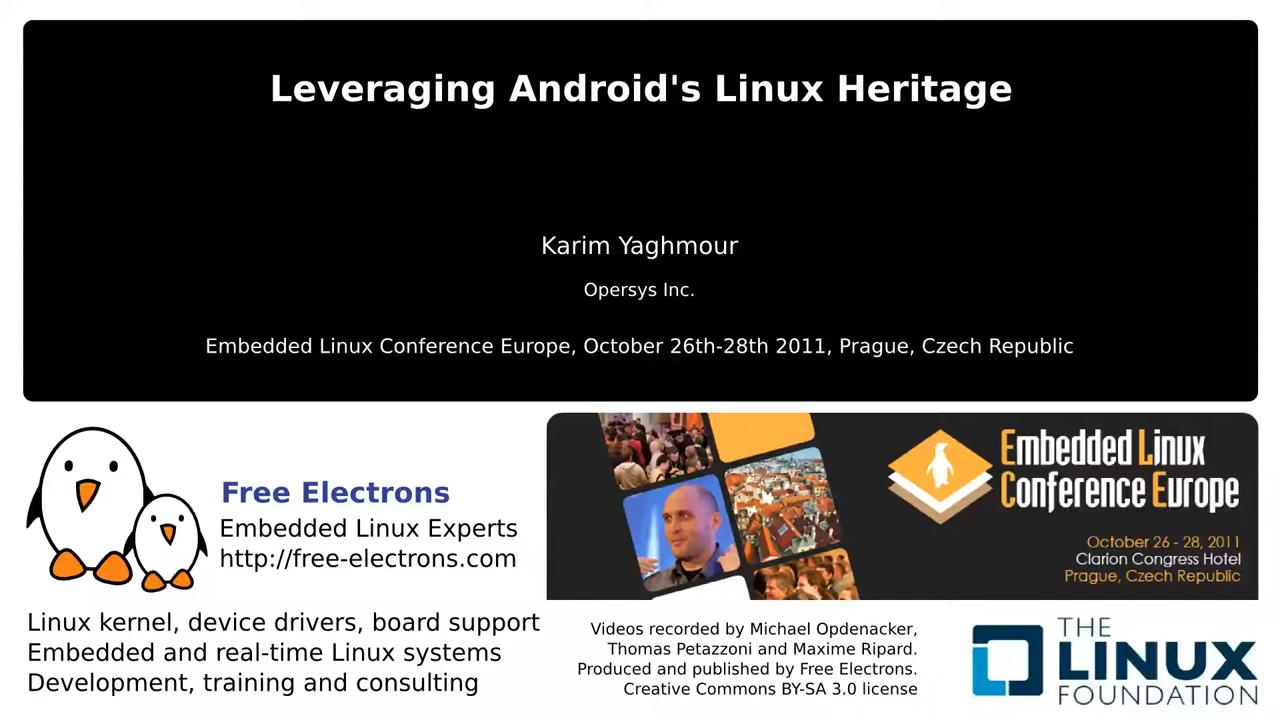 Leveraging Android's Linux Heritage
Karim Yaghmour
Opersys Inc.
Embedded Linux Conference Europe, October 26th-28th 2011, Prague, Czech Republic
Free Electrons
Embedded Linux Experts
http://free-electrons.com
Linux kernel, device drivers, board support
Embedded and real-time Linux systems
Development, training and consulting
Embedded Linux
Conference Europe
October 26 - 28, 2011
Clarion Congress Hotel
Prague, Czech Republic
Videos recorded by Michael Opdenacker,
Thomas Petazzoni and Maxime Ripard.
Produced and published by Free Electrons.
Creative Commons BY-SA 3.0 license
THE
LINUX
FOUNDATION